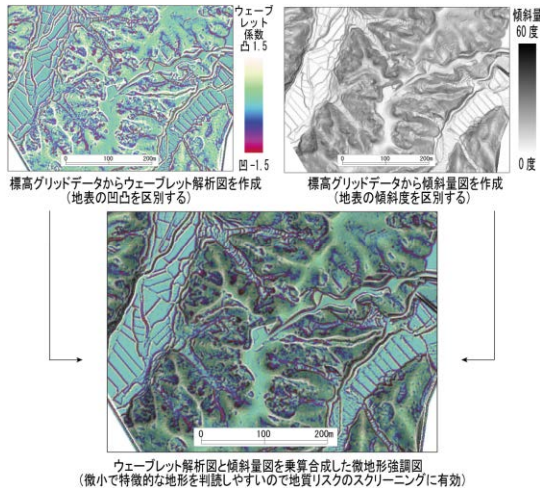 ウェーブ
レット
係数
凸1.5
凹-1.5
0 100 200m
標高グリッドデータからウェーブレット解析図を作成
(地表の凹凸を区別する)
傾斜量
60度
0度
0 100 200m
標高グリッドデータから傾斜量図を作成
(地表の傾斜度を区別する)
0 100 200m
ウェーブレット解析図と傾斜量図を乗算合成した微地形強調図
(微小で特徴的な地形を判読しやすいので地質リスクのスクリーニングに有効)